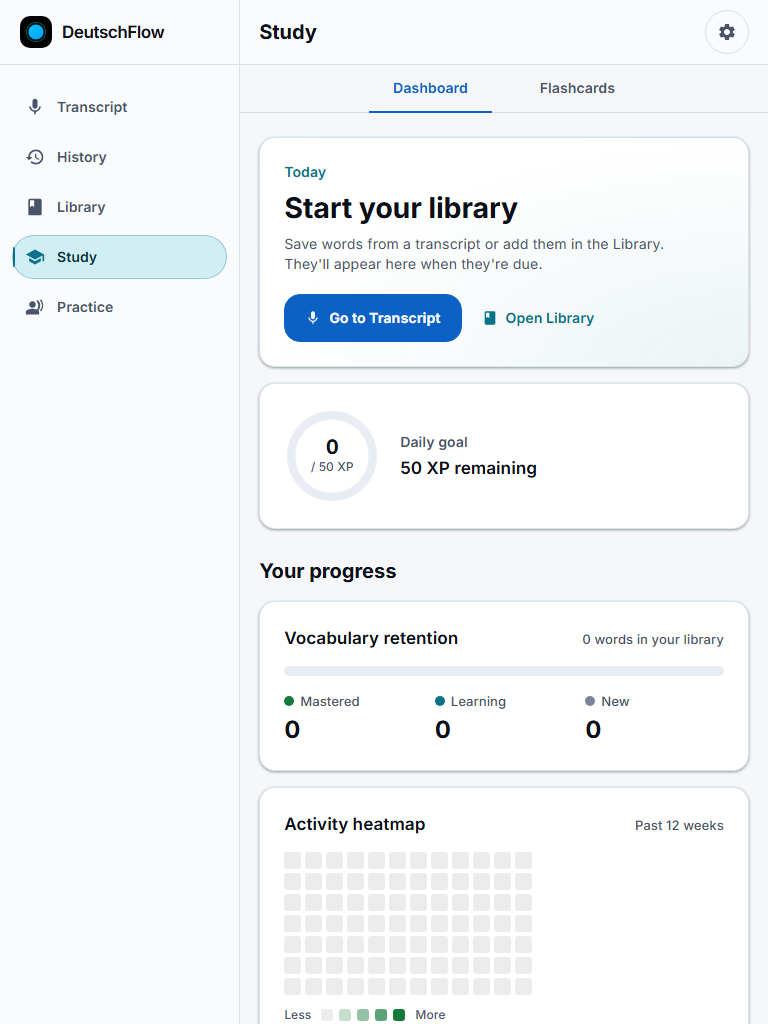 DeutschFlow
Study
Transcript
History
Library
Study
Practice
Dashboard
Flashcards
Today
Start your library
Save words from a transcript or add them in the Library.
They'll appear here when they're due.
Go to Transcript
Open Library
0
/ 50 XP
Daily goal
50 XP remaining
Your progress
Vocabulary retention
0 words in your library
Mastered
0
Learning
0
New
0
Activity heatmap
Past 12 weeks
Less
More